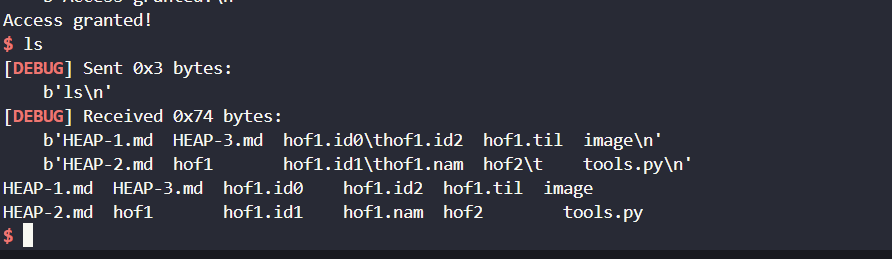 Access granted!
$ ls
[DEBUG] Sent 0x3 bytes:
    b'ls\n'
[DEBUG] Received 0x74 bytes:
    b'HEAP-1.md  HEAP-3.md  hof1.id0\thof1.id2  hof1.til  image\n'
    b'HEAP-2.md  hof1       hof1.id1\thof1.nam  hof2\t    tools.py\n'
HEAP-1.md  HEAP-3.md  hof1.id0    hof1.id2  hof1.til  image
HEAP-2.md  hof1       hof1.id1    hof1.nam  hof2        tools.py
$